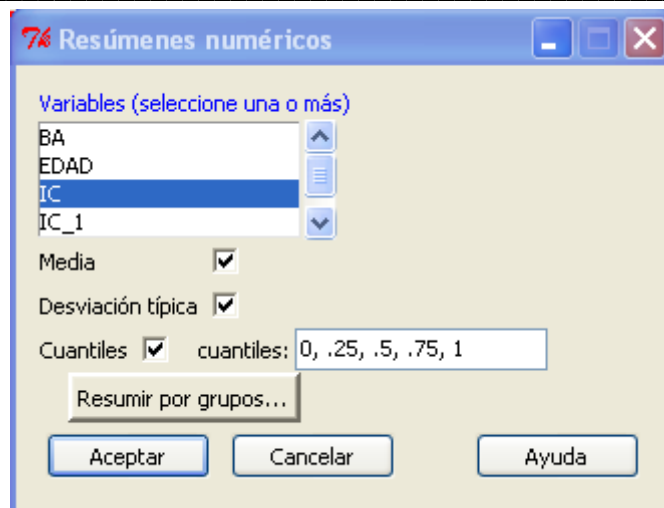 Resúmenes numéricos
Variables (seleccione una o más)
BA
EDAD
IC
IC_1
Media
Desviación típica
Cuantiles cuantiles: 0, .25, .5, .75, 1
Resumir por grupos...
Aceptar Cancelar Ayuda